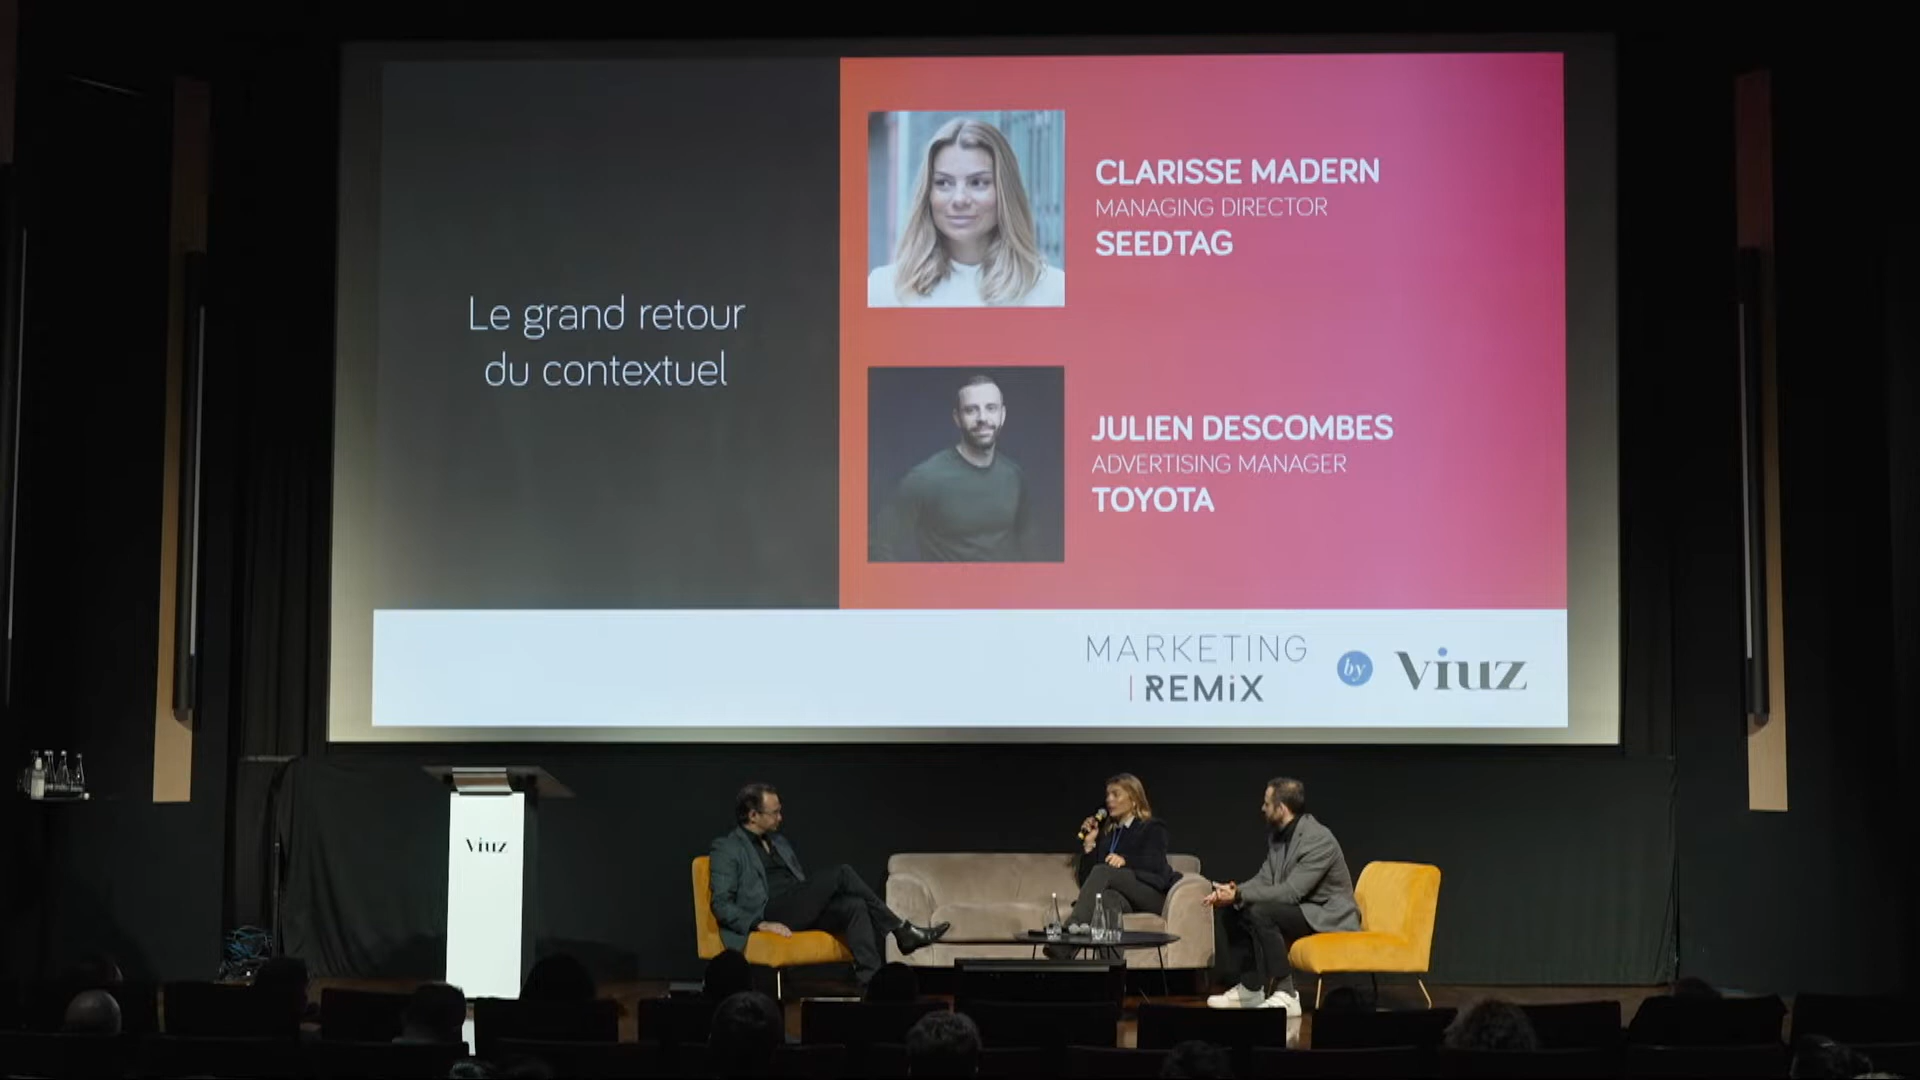 Le grand retour
du contextuel
CLARISSE MADERN
MANAGING DIRECTOR
SEEDTAG
JULIEN DESCOMBES
ADVERTISING MANAGER
TOYOTA
MARKETING
REMiX
by
Viuz
Viuz